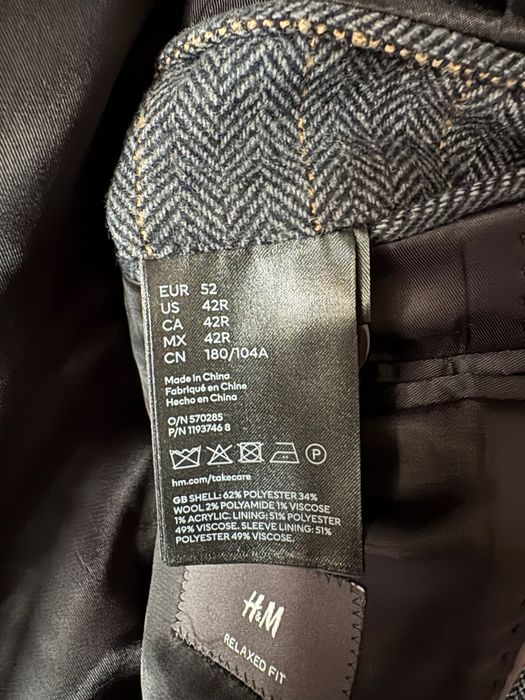 EUR 52
US 42R
CA 42R
MX 42R
CN 180/104A
Made in China
Fabriqué en Chine
Hecho en China
O/N 570285
P/N 1193746 8
P
hm.com/takecare
GB SHELL: 62% POLYESTER 34%
WOOL 2% POLYAMIDE 1% VISCOSE
1% ACRYLIC. LINING: 51% POLYESTER
49% VISCOSE. SLEEVE LINING: 51%
POLYESTER 49% VISCOSE.
H&M
RELAXED FIT